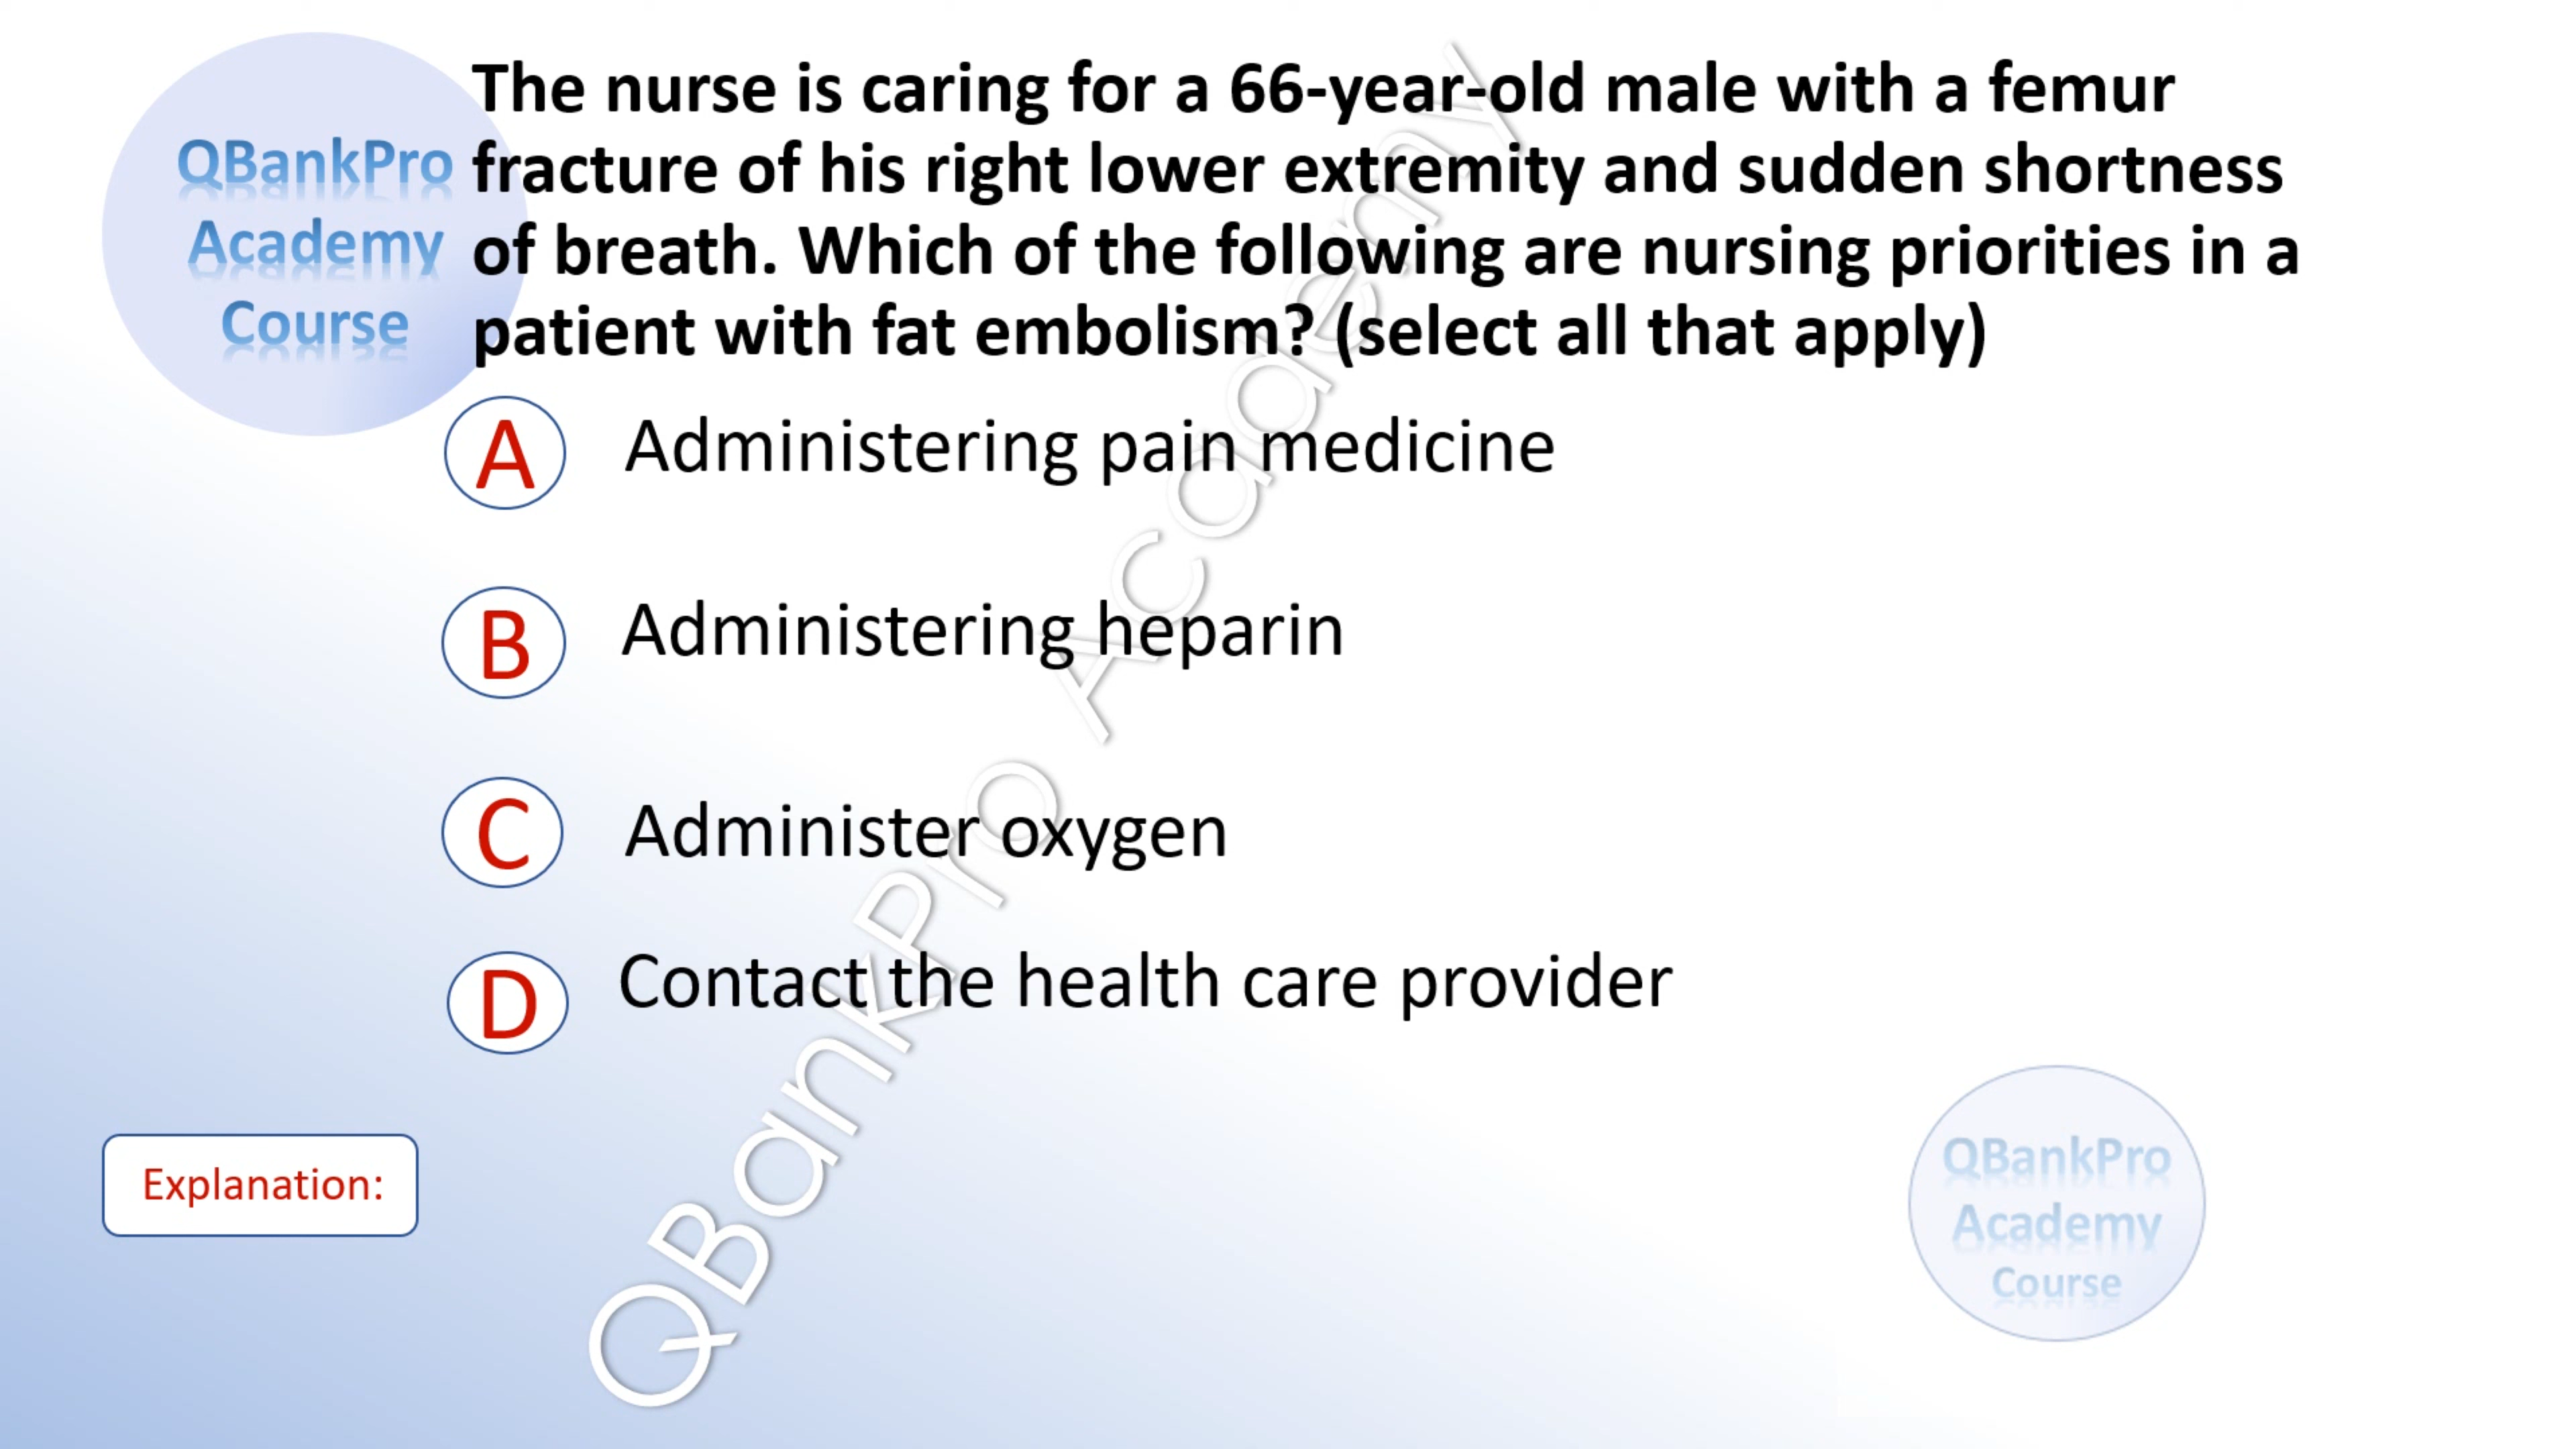 QBankPro
Academy
Course
The nurse is caring for a 66-year-old male with a femur
fracture of his right lower extremity and sudden shortness
of breath. Which of the following are nursing priorities in a
patient with fat embolism? (select all that apply)
A Administering pain medicine
B Administering heparin
C Administer oxygen
D Contact the health care provider
Explanation:
QBankPro Academy
QBankPro
Academy
Course